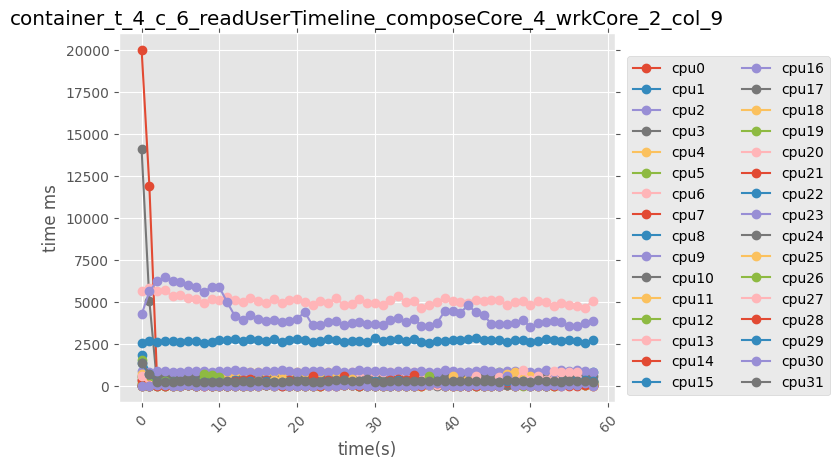 container_t_4_c_6_readUserTimeline_composeCore_4_wrkCore_2_col_9
20000
17500
15000
12500
10000
7500
5000
2500
0
time ms
0 10 20 30 40 50 60
time(s)
cpu0 cpu16
cpu1 cpu17
cpu2 cpu18
cpu3 cpu19
cpu4 cpu20
cpu5 cpu21
cpu6 cpu22
cpu7 cpu23
cpu8 cpu24
cpu9 cpu25
cpu10 cpu26
cpu11 cpu27
cpu12 cpu28
cpu13 cpu29
cpu14 cpu30
cpu15 cpu31